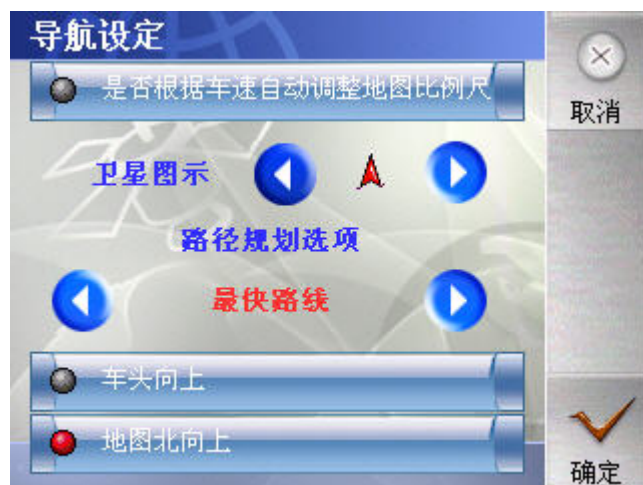 导航设定
取消
是否根据车速自动调整地图比例尺
卫星图示
路径规划选项
最快路线
车头向上
地图北向上
确定